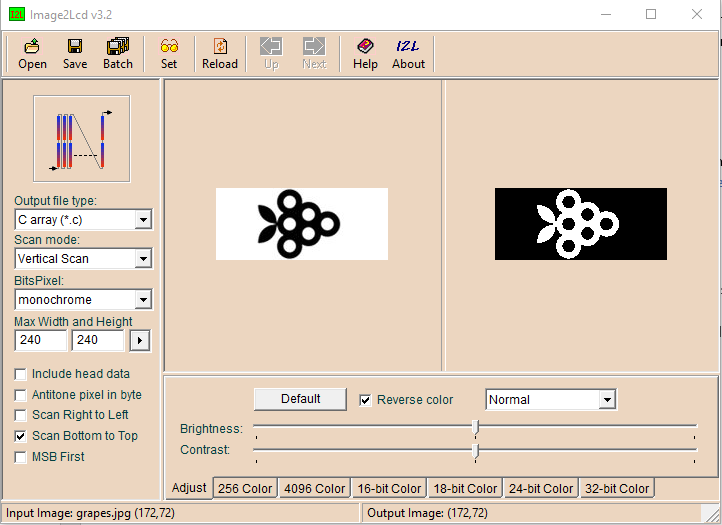 I2L Image2Lcd v3.2
Open Save Batch Set Reload Up Next Help I2L About
Output file type:
C array (*.c)
Scan mode:
Vertical Scan
BitsPixel:
monochrome
Max Width and Height
240 240
Include head data
Antitone pixel in byte
Scan Right to Left
Scan Bottom to Top
MSB First
Default Reverse color Normal
Brightness:
Contrast:
Adjust 256 Color 4096 Color 16-bit Color 18-bit Color 24-bit Color 32-bit Color
Input Image: grapes.jpg (172,72) Output Image: (172,72)